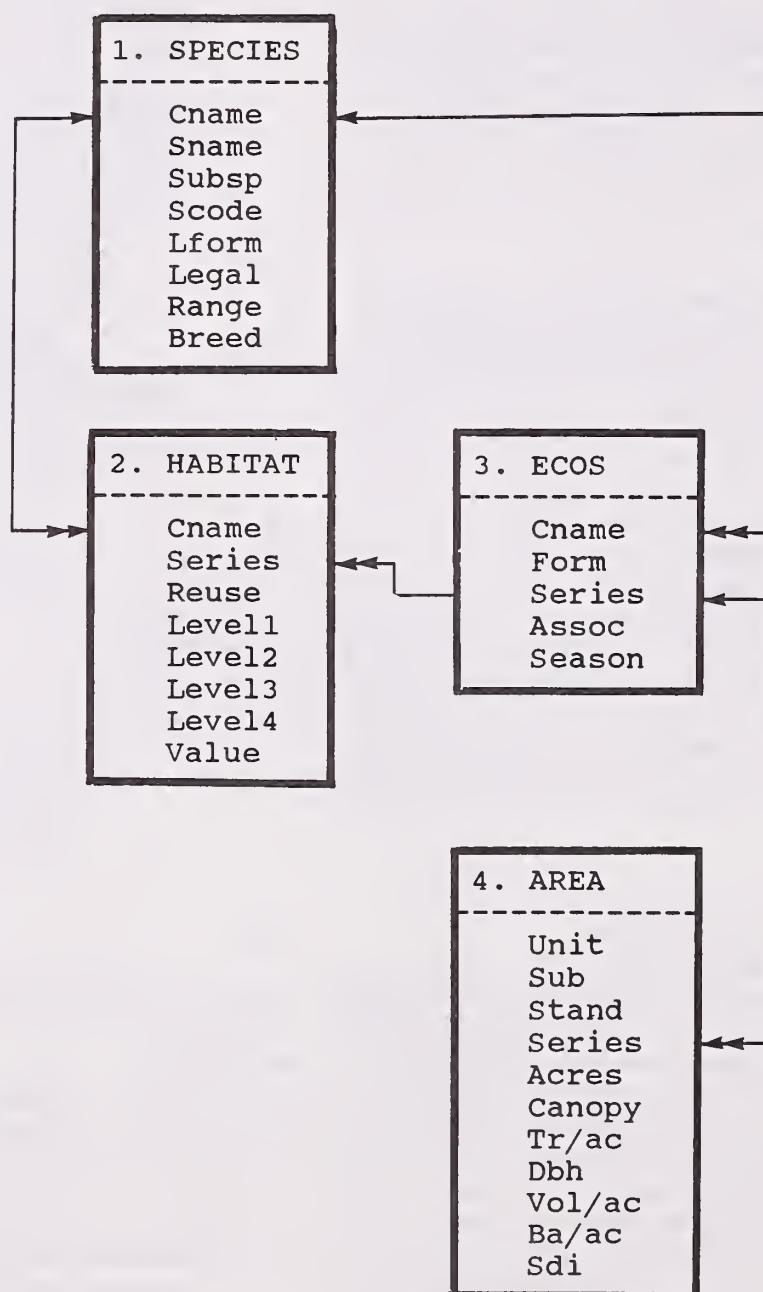 1. SPECIES
Cname
Sname
Subsp
Scode
Lform
Legal
Range
Breed
2. HABITAT
Cname
Series
Reuse
Level1
Level2
Level3
Level4
Value
3. ECOS
Cname
Form
Series
Assoc
Season
4. AREA
Unit
Sub
Stand
Series
Acres
Canopy
Tr/ac
Dbh
Vol/ac
Ba/ac
Sdi